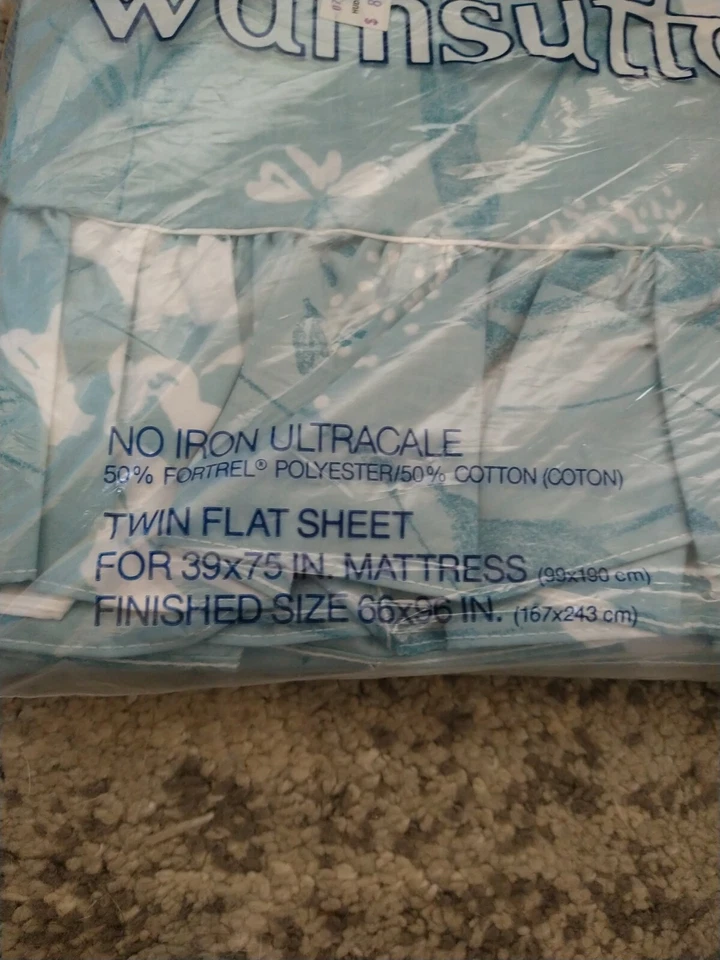 wamsutt
NO IRON ULTRACALE
50% FORTREL® POLYESTER/50% COTTON (COTON)
TWIN FLAT SHEET
FOR 39x75 IN. MATTRESS (99x190 cm)
FINISHED SIZE 66x96 IN. (167x243 cm)